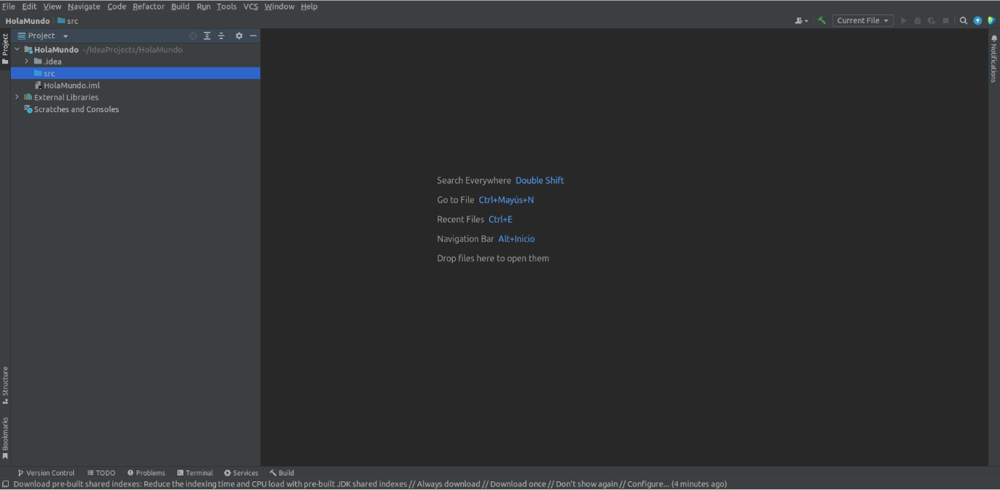 File Edit View Navigate Code Refactor Build Run Tools VCS Window Help
HolaMundo src
Current File
Project
Project
HolaMundo ~/IdeaProjects/HolaMundo
.idea
src
HolaMundo.iml
External Libraries
Scratches and Consoles
Notifications
Search Everywhere Double Shift
Go to File Ctrl+Mayús+N
Recent Files Ctrl+E
Navigation Bar Alt+Inicio
Drop files here to open them
Structure
Bookmarks
Version Control TODO Problems Terminal Services Build
Download pre-built shared indexes: Reduce the indexing time and CPU load with pre-built JDK shared indexes // Always download // Download once // Don't show again // Configure... (4 minutes ago)